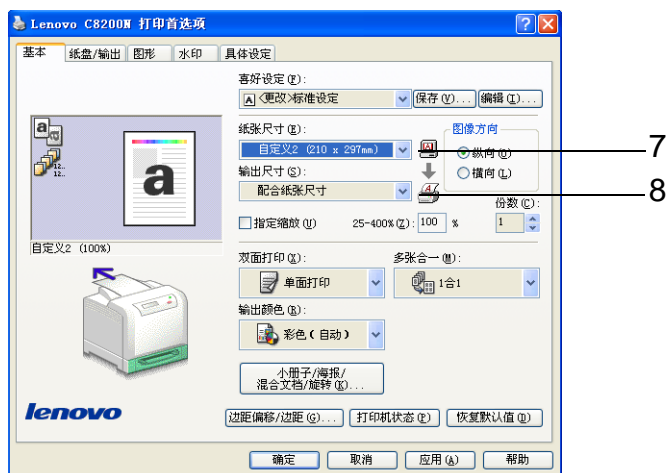 Lenovo C8200N 打印首选项
基本 纸盘/输出 图形 水印 具体设定
喜好设定(F):
A <更改>标准设定 保存(V)... 编辑(I)...
纸张尺寸(E): 图像方向
自定义2 (210 x 297mm) 纵向(O) 7
输出尺寸(S): 横向(L)
配合纸张尺寸 8
份数(C):
指定缩放(U) 25-400%(Z): 100 % 1
自定义2 (100%)
双面打印(X): 多张合一(M):
单面打印 1合1
输出颜色(R):
彩色(自动)
小册子/海报/
混合文档/旋转(K)...
lenovo
边距偏移/边距(G)... 打印机状态(P) 恢复默认值(D)
确定 取消 应用(A) 帮助